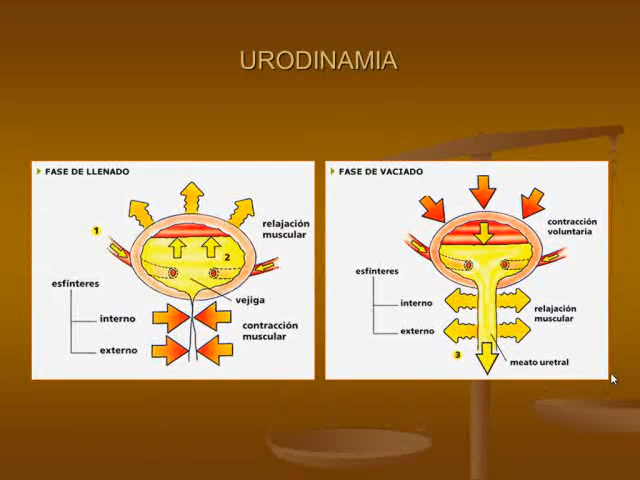 URODINAMIA
FASE DE LLENADO
1
relajación
muscular
2
esfínteres
vejiga
interno
contracción
muscular
externo
FASE DE VACIADO
contracción
voluntaria
esfínteres
interno
relajación
muscular
externo
3
meato uretral